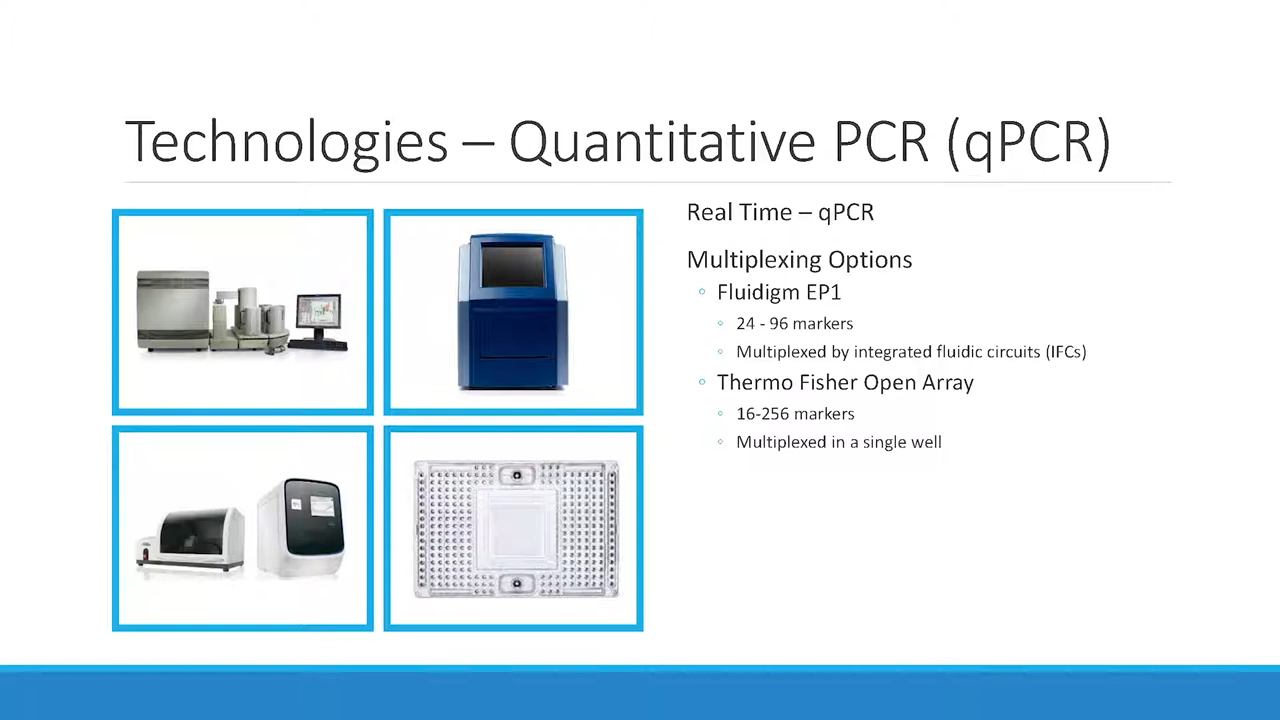 Technologies – Quantitative PCR (qPCR)
Real Time – qPCR
Multiplexing Options
◦ Fluidigm EP1
◦ 24 - 96 markers
◦ Multiplexed by integrated fluidic circuits (IFCs)
◦ Thermo Fisher Open Array
◦ 16-256 markers
◦ Multiplexed in a single well